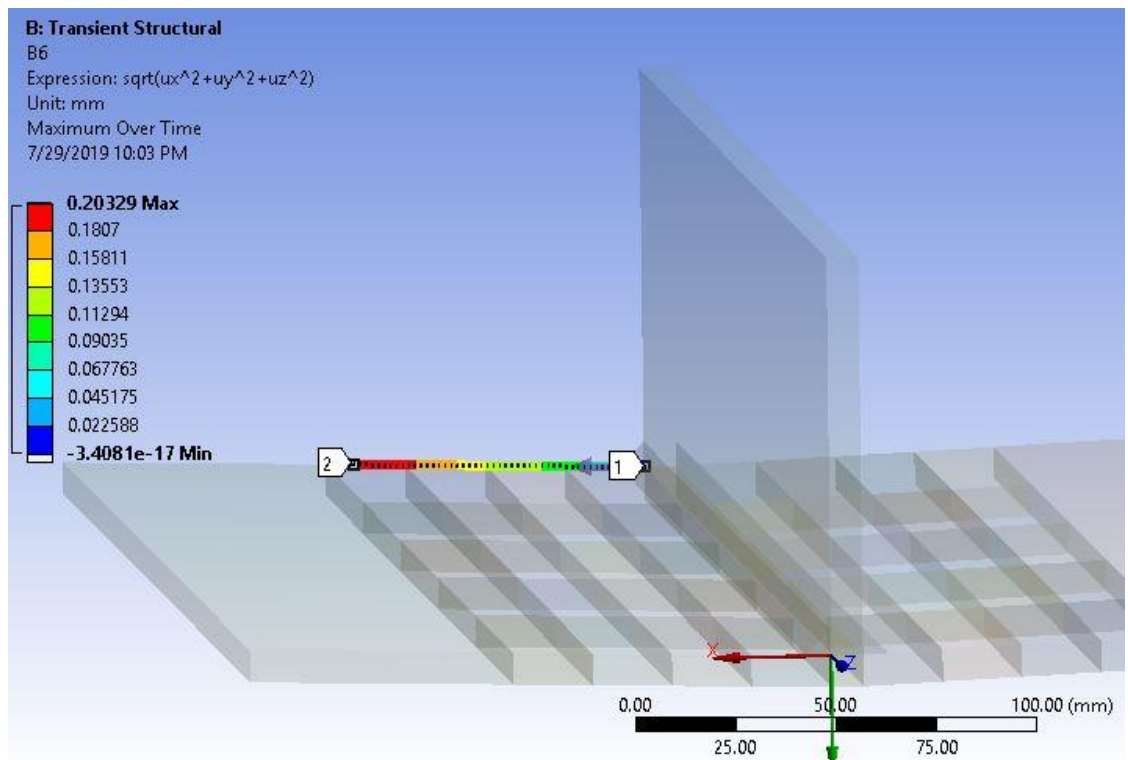 B: Transient Structural
B6
Expression: sqrt(ux^2+uy^2+uz^2)
Unit: mm
Maximum Over Time
7/29/2019 10:03 PM
0.20329 Max
0.1807
0.15811
0.13553
0.11294
0.09035
0.067763
0.045175
0.022588
-3.4081e-17 Min
2
1
X
Z
0.00 50.00 100.00 (mm)
25.00 75.00